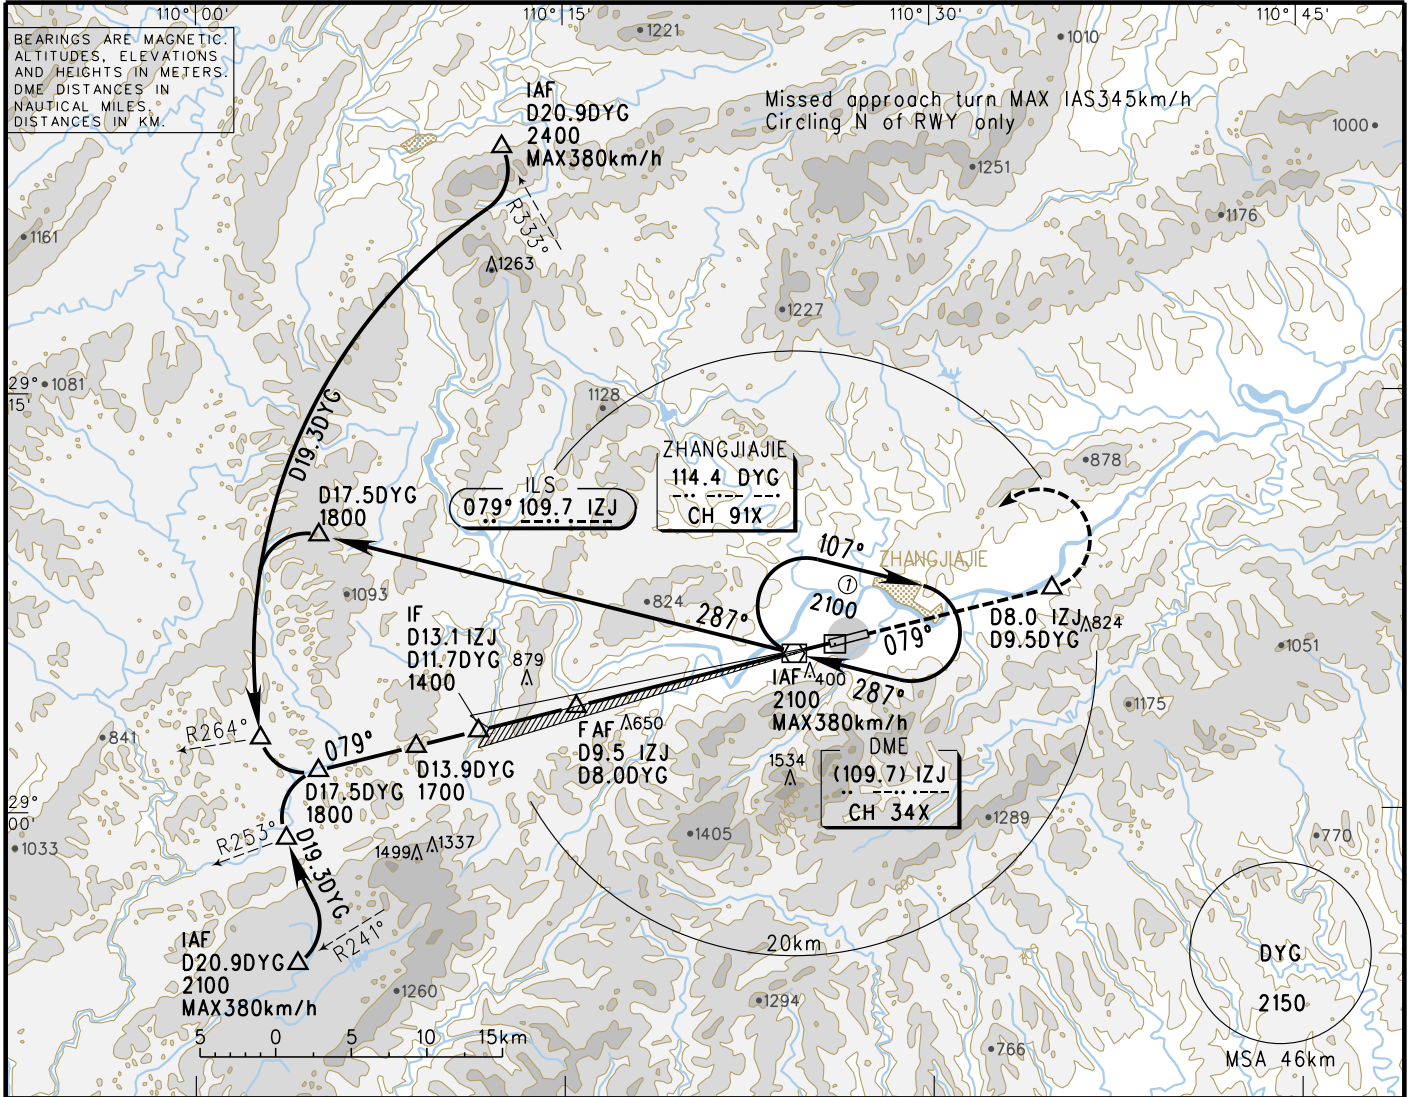 110° 00'
110° 15'
110° 30'
110° 45'
BEARINGS ARE MAGNETIC.
ALTITUDES, ELEVATIONS
AND HEIGHTS IN METERS.
DME DISTANCES IN
NAUTICAL MILES.
DISTANCES IN KM.
1221
1010
IAF
D20.9DYG
2400
MAX380km/h
Missed approach turn MAX IAS345km/h
Circling N of RWY only
1000
1251
R333°
1176
1161
1263
1227
29°
15'
1081
1128
D19.3DYG
ZHANGJIAJIE
114.4 DYG
CH 91X
878
ILS
079° 109.7 IZJ
D17.5DYG
1800
107°
ZHANGJIAJIE
1
2100
1093
824
287°
079°
IF
D13.1 IZJ
D11.7DYG
1400
879
D8.0 IZJ
D9.5DYG
824
1051
IAF
2100
MAX380km/h
400
287°
1175
R264°
841
079°
FAF
D9.5 IZJ
D8.0DYG
650
DME
(109.7) IZJ
CH 34X
1534
D13.9DYG
1700
D17.5DYG
1800
29°
00'
1033
R253°
D19.3DYG
1499
1337
1405
1000
1289
770
600
R241°
IAF
D20.9DYG
2100
MAX380km/h
20km
DYG
2150
MSA 46km
1260
1294
766
5 0 5 10 15km